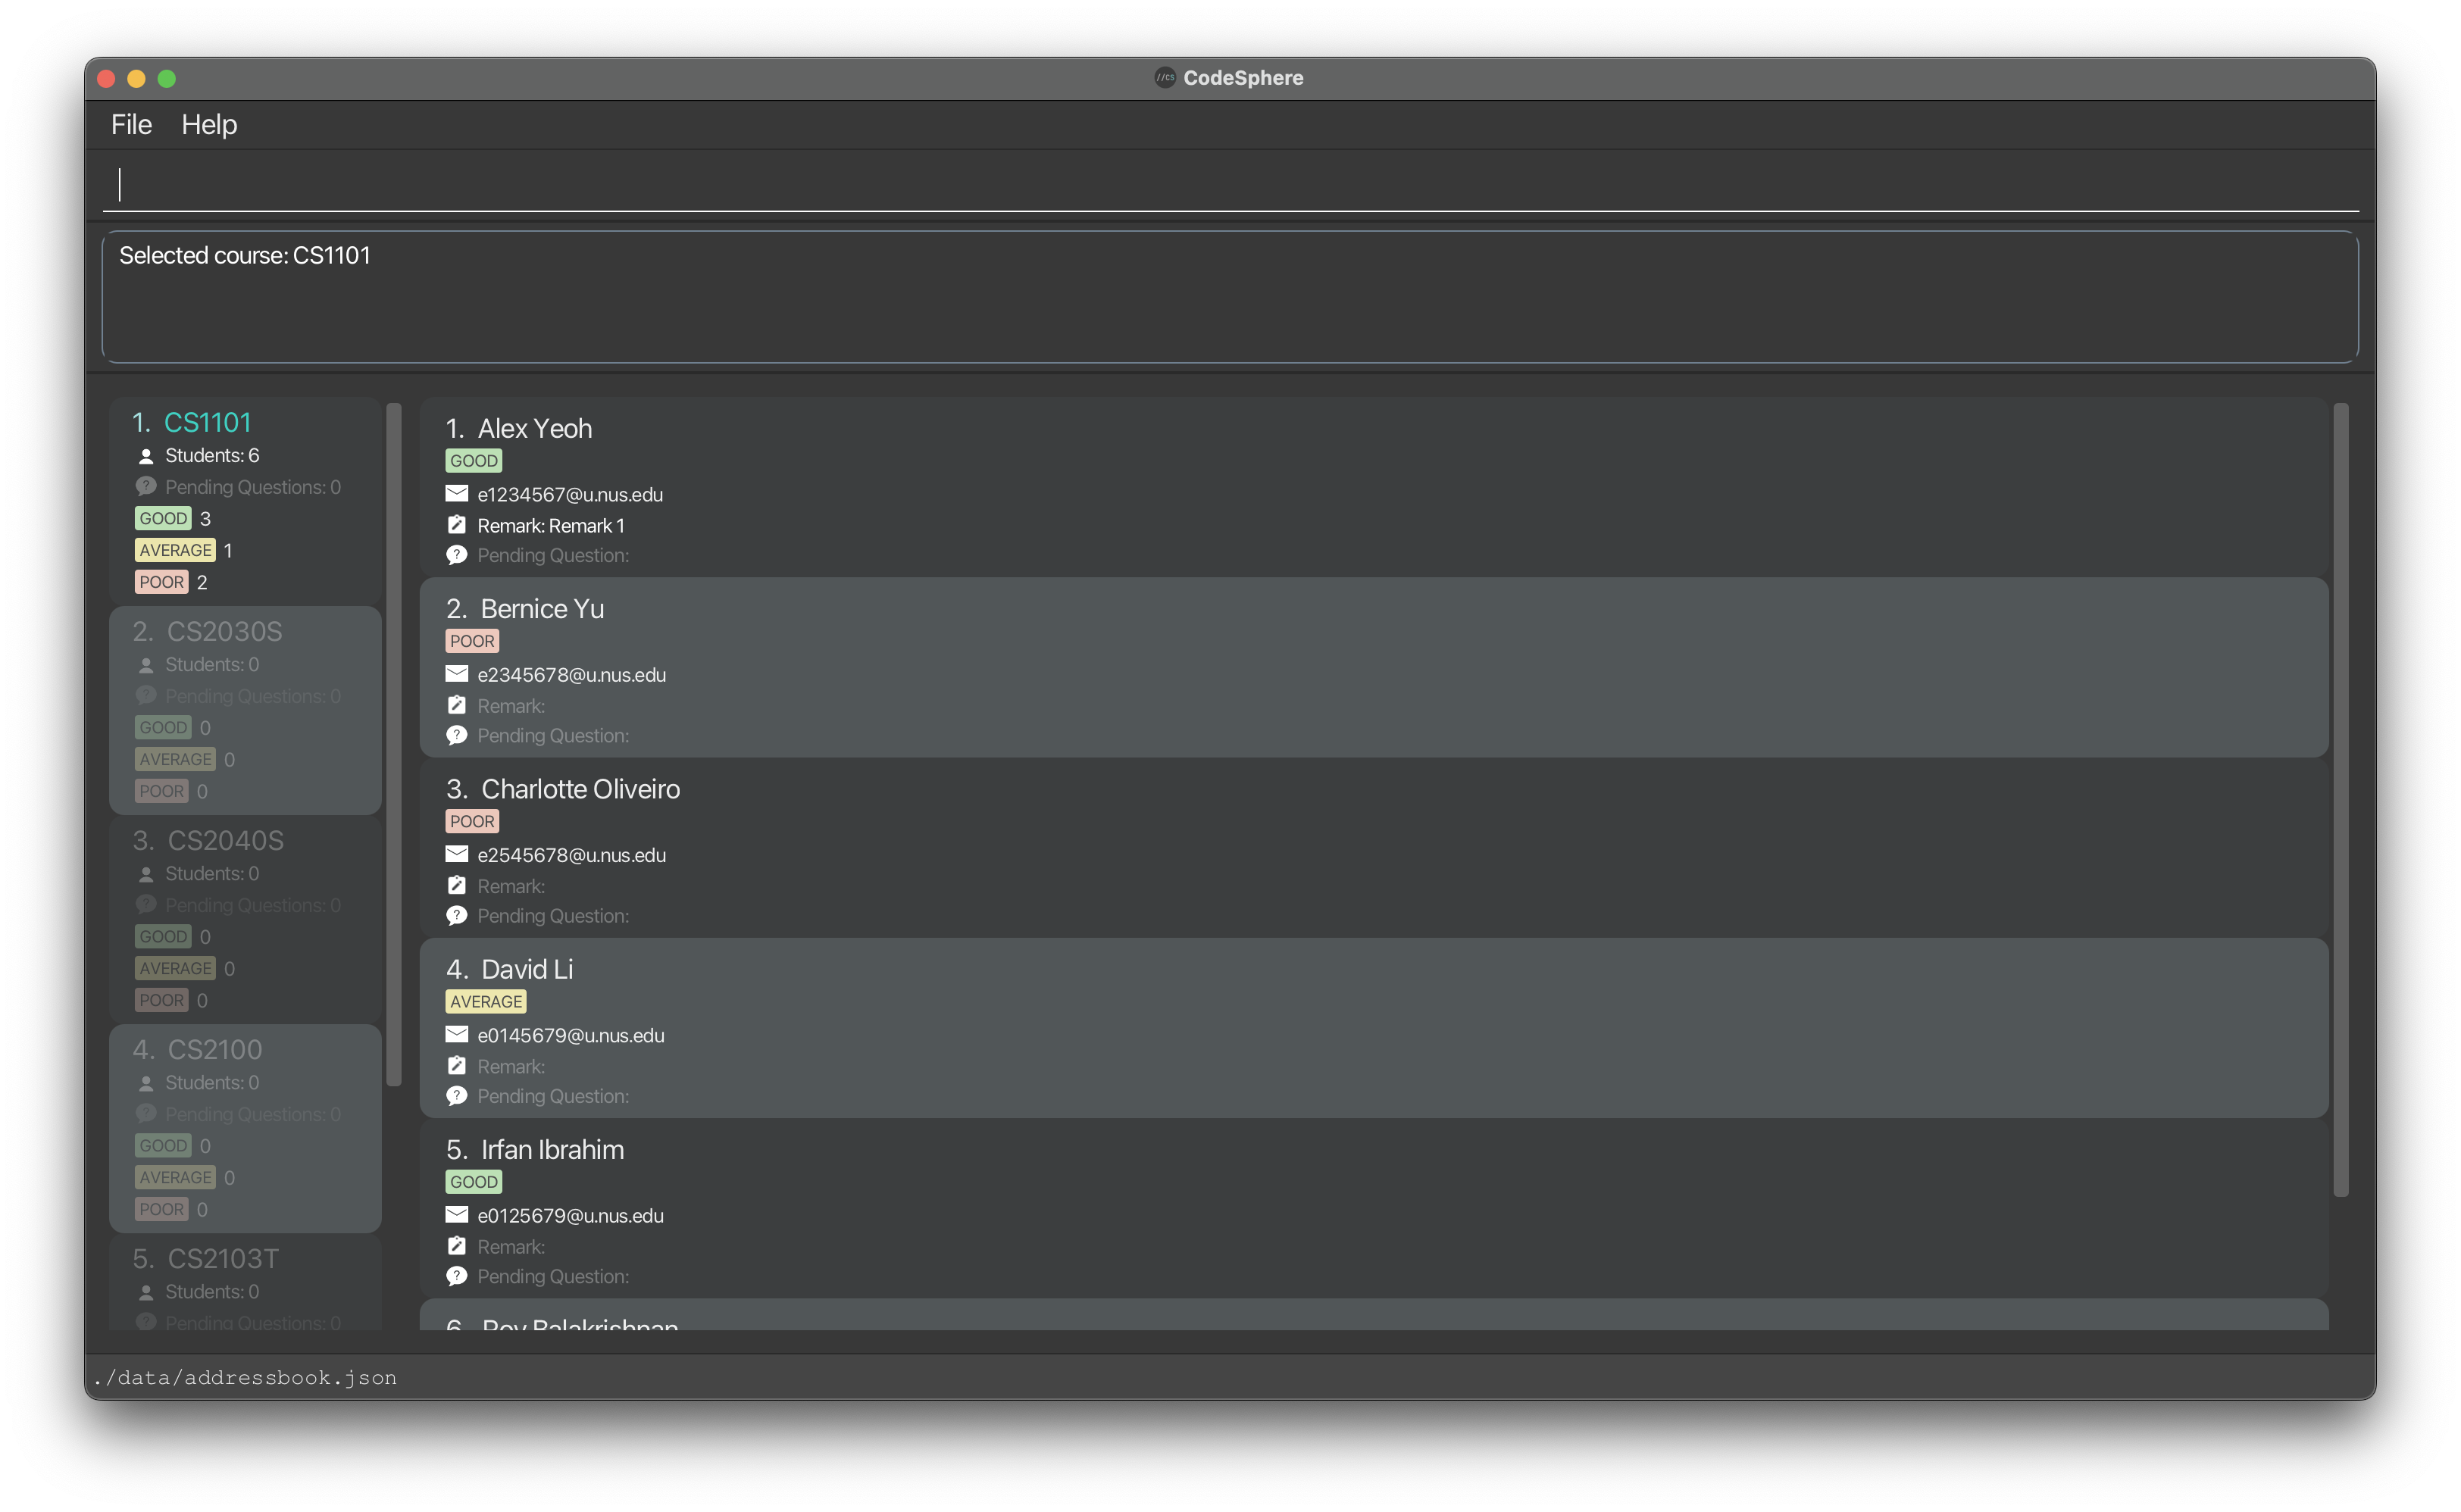 //CS CodeSphere
File Help
Selected course: CS1101
1. CS1101
Students: 6
Pending Questions: 0
GOOD 3
AVERAGE 1
POOR 2
2. CS2030S
Students: 0
Pending Questions: 0
GOOD 0
AVERAGE 0
POOR 0
3. CS2040S
Students: 0
Pending Questions: 0
GOOD 0
AVERAGE 0
POOR 0
4. CS2100
Students: 0
Pending Questions: 0
GOOD 0
AVERAGE 0
POOR 0
5. CS2103T
Students: 0
Pending Questions: 0
1. Alex Yeoh
GOOD
e1234567@u.nus.edu
Remark: Remark 1
Pending Question:
2. Bernice Yu
POOR
e2345678@u.nus.edu
Remark:
Pending Question:
3. Charlotte Oliveiro
POOR
e2545678@u.nus.edu
Remark:
Pending Question:
4. David Li
AVERAGE
e0145679@u.nus.edu
Remark:
Pending Question:
5. Irfan Ibrahim
GOOD
e0125679@u.nus.edu
Remark:
Pending Question:
6. Roy Balakrishnan
./data/addressbook.json